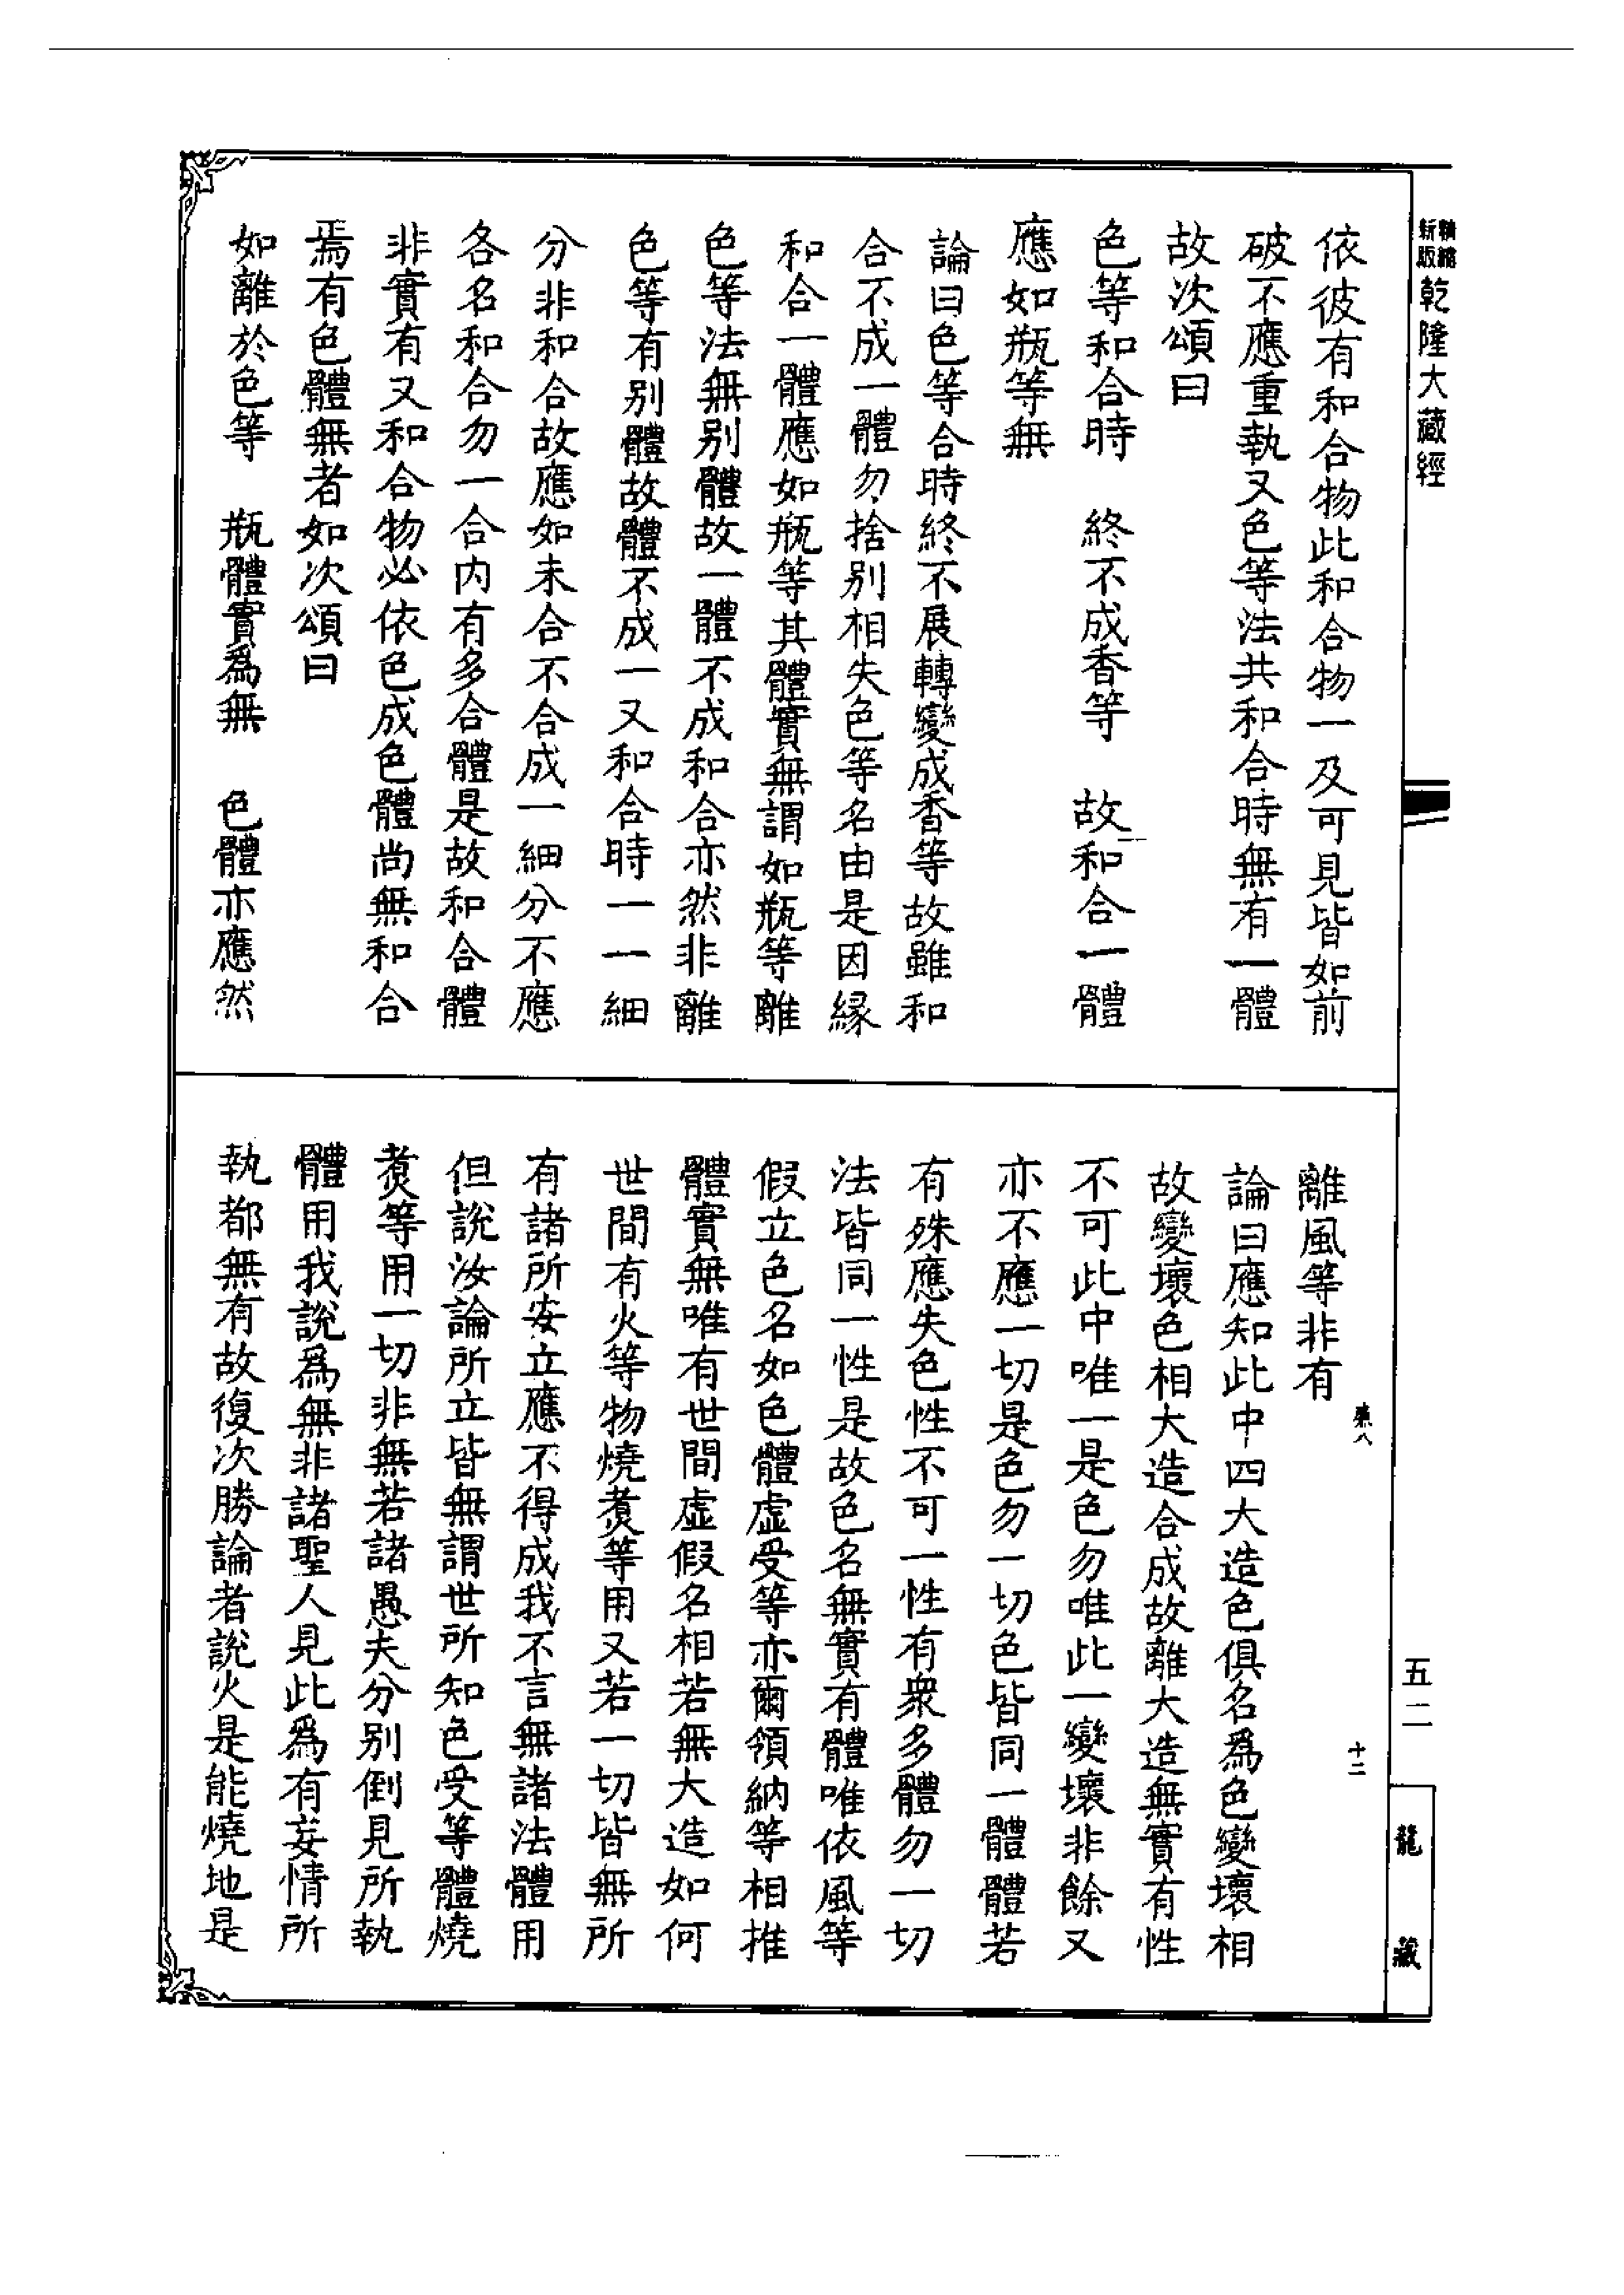 新版精縮乾隆大藏經
依彼有和合物此和合物一及可見皆如前
破不應重執又色等法共和合時無有一體
故次頌曰
色等和合時　終不成香等　故和合一體
應如瓶等無
論曰色等合時終不展轉變成香等故雖和
合不成一體勿捨別相失色等名由是因緣
和合一體應如瓶等其體實無謂如瓶等離
色等法無別體故一體不成和合亦然非離
色等有別體故體不成一又和合時一一細
分非和合故應如未合不合成一細分不應
各名和合勿一合内有多合體是故和合體
非實有又和合物必依色成色體尚無和合
焉有色體無者如次頌曰
如離於色等　瓶體實為無　色體亦應然
離風等非有
論曰應知此中四大造色俱名為色變壞相
故變壞色相大造合成故離大造無實有性
不可此中唯一是色勿唯此一變壞非餘又
亦不應一切是色勿一切色皆同一體體若
有殊應失色性不可一性有衆多體勿一切
法皆同一性是故色名無實有體唯依風等
假立色名如色體虛受等亦爾領納等相推
體實無唯有世間虛假名相若無大造如何
世間有火等物燒煑等用又若一切皆無所
有諸所安立應不得成我不言無諸法體用
但說汝論所立皆無謂世所知色受等體燒
煑等用一切非無若諸愚夫分別倒見所執
體用我說為無非諸聖人見此為有妄情所
執都無有故復次勝論者說火是能燒地是
十二
五二
龍藏